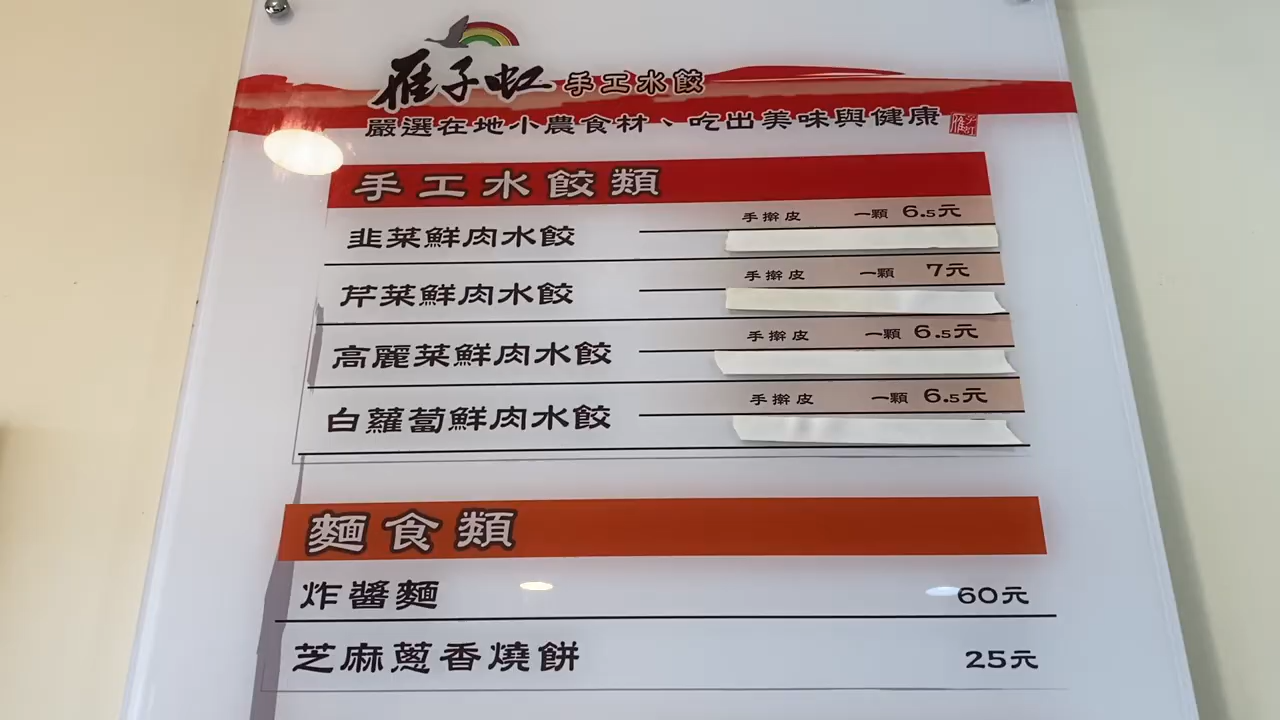 雁子虹 手工水餃
嚴選在地小農食材、吃出美味與健康
手工水餃類
韭菜鮮肉水餃 手擀皮 一顆 6.5元
芹菜鮮肉水餃 手擀皮 一顆 7元
高麗菜鮮肉水餃 手擀皮 一顆 6.5元
白蘿蔔鮮肉水餃 手擀皮 一顆 6.5元
麵食類
炸醬麵 60元
芝麻蔥香燒餅 25元